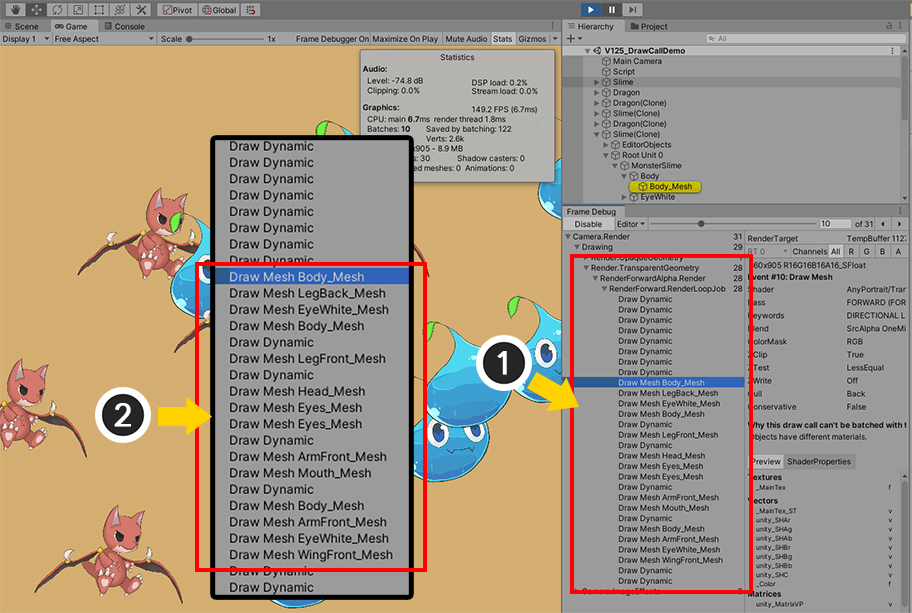 Pivot Global
Scene Game Console
Display 1 Free Aspect Scale 1x Frame Debugger On Maximize On Play Mute Audio Stats Gizmos
Statistics
Audio:
Level: -74.8 dB DSP load: 0.2%
Clipping: 0.0% Stream load: 0.0%
Graphics: 149.2 FPS (6.7ms)
CPU: main 6.7ms render thread 1.8ms
Batches: 10 Saved by batching: 122
Verts: 2.6k
x905 - 8.9 MB
30 Shadow casters: 0
ed meshes: 0 Animations: 0
Draw Dynamic
Draw Dynamic
Draw Dynamic
Draw Dynamic
Draw Dynamic
Draw Dynamic
Draw Dynamic
Draw Dynamic
Draw Mesh Body_Mesh
Draw Mesh LegBack_Mesh
Draw Mesh EyeWhite_Mesh
Draw Mesh Body_Mesh
Draw Dynamic
Draw Mesh LegFront_Mesh
Draw Dynamic
Draw Mesh Head_Mesh
Draw Mesh Eyes_Mesh
Draw Mesh Eyes_Mesh
Draw Dynamic
Draw Mesh ArmFront_Mesh
Draw Mesh Mouth_Mesh
Draw Dynamic
Draw Mesh Body_Mesh
Draw Mesh ArmFront_Mesh
Draw Mesh EyeWhite_Mesh
Draw Mesh WingFront_Mesh
Draw Dynamic
Draw Dynamic
2
1
Hierarchy Project
All
V125_DrawCallDemo
Main Camera
Script
Slime
Dragon
Dragon(Clone)
Slime(Clone)
Dragon(Clone)
Slime(Clone)
EditorObjects
Root Unit 0
MonsterSlime
Body
Body_Mesh
EyeWhite
Frame Debug
Disable Editor 10 of 31
Camera.Render 31
Drawing 29
Render.OpaqueGeometry 1
Render.TransparentGeometry 28
RenderForwardAlpha.Render 28
RenderForward.RenderLoopJob 28
Draw Dynamic
Draw Dynamic
Draw Dynamic
Draw Dynamic
Draw Dynamic
Draw Dynamic
Draw Dynamic
Draw Dynamic
Draw Mesh Body_Mesh
Draw Mesh LegBack_Mesh
Draw Mesh EyeWhite_Mesh
Draw Mesh Body_Mesh
Draw Dynamic
Draw Mesh LegFront_Mesh
Draw Dynamic
Draw Mesh Head_Mesh
Draw Mesh Eyes_Mesh
Draw Mesh Eyes_Mesh
Draw Dynamic
Draw Mesh ArmFront_Mesh
Draw Mesh Mouth_Mesh
Draw Dynamic
Draw Mesh Body_Mesh
Draw Mesh ArmFront_Mesh
Draw Mesh EyeWhite_Mesh
Draw Mesh WingFront_Mesh
Draw Dynamic
Draw Dynamic
Camera.ImageEffects
RenderTarget TempBuffer 112
RT 0 Channels All R G B A
60x905 R16G16B16A16_SFloat
Event #10: Draw Mesh
Shader AnyPortrait/Tran
Pass FORWARD (FOR
Keywords DIRECTIONAL L
Blend SrcAlpha OneMi
ColorMask RGB
ZClip True
ZTest LessEqual
ZWrite Off
Cull Back
Conservative False
Why this draw call can't be batched with t
Objects have different materials.
Preview ShaderProperties
Textures
_MainTex f
Vectors
_MainTex_ST v
unity_SHAr v
unity_SHAg v
unity_SHAb v
unity_SHBr v
unity_SHBg v
unity_SHBb v
unity_SHC v
_Color f
Matrices
unity_MatrixVP v